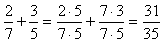 2/7 + 3/5 = 2·5/7·5 + 7·3/7·5 = 31/35